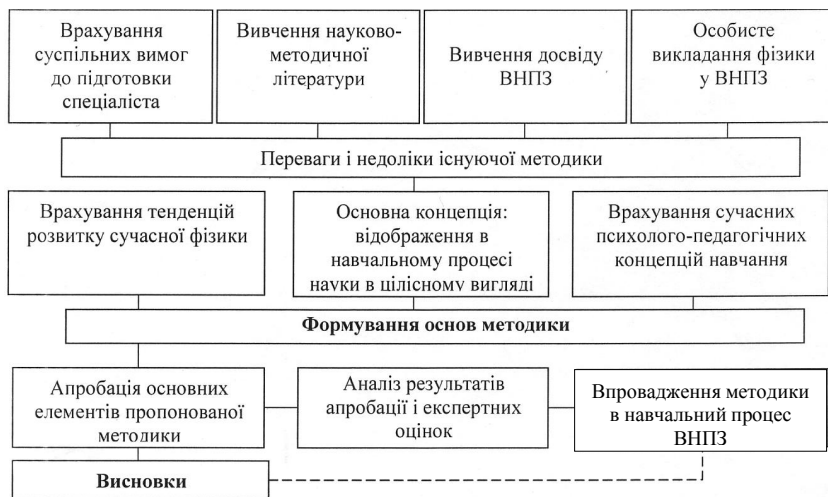 Врахування
суспільних вимог
до підготовки
спеціаліста
Вивчення науково-
методичної
літератури
Вивчення досвіду
ВНПЗ
Особисте
викладання фізики
у ВНПЗ
Переваги і недоліки існуючої методики
Врахування тенденцій
розвитку сучасної фізики
Основна концепція:
відображення в
навчальному процесі
науки в цілісному вигляді
Врахування сучасних
психолого-педагогічних
концепцій навчання
Формування основ методики
Апробація основних
елементів пропонованої
методики
Аналіз результатів
апробації і експертних
оцінок
Впровадження методики
в навчальний процес
ВНПЗ
Висновки